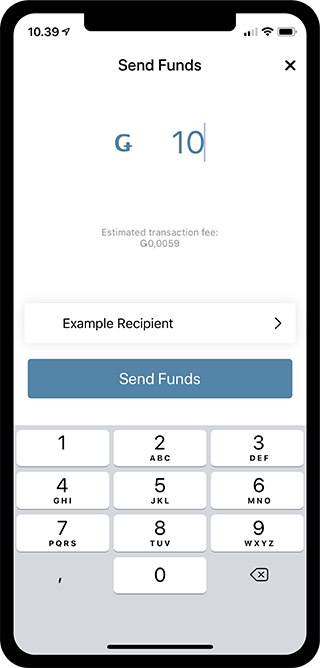 10.39
Send Funds ×
G 10
Estimated transaction fee:
G0,0059
Example Recipient
Send Funds
1
2
ABC
3
DEF
4
GHI
5
JKL
6
MNO
7
PQRS
8
TUV
9
WXYZ
,
0